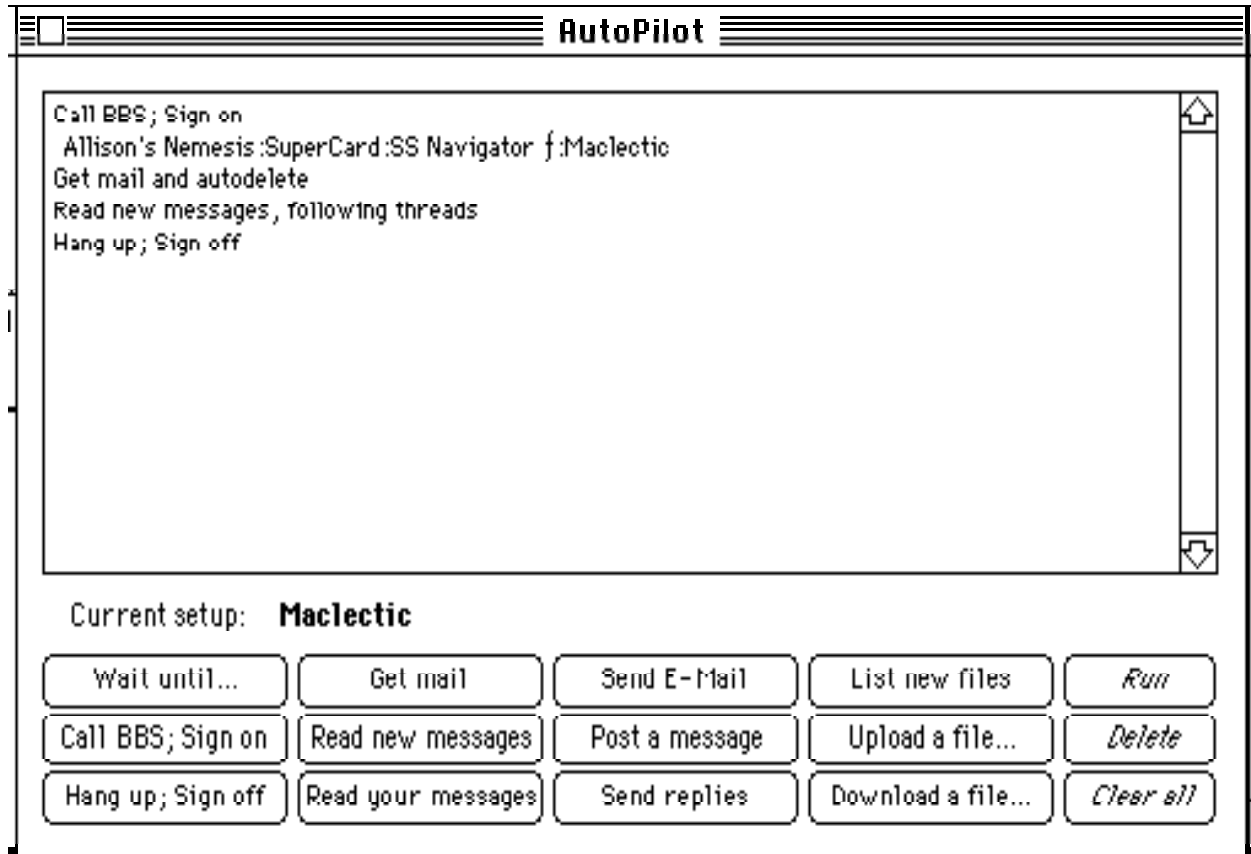 AutoPilot
Call BBS; Sign on
Allison's Nemesis:SuperCard:SS Navigator ƒ:Maclectic
Get mail and autodelete
Read new messages, following threads
Hang up; Sign off
Current setup: Maclectic
Wait until... Get mail Send E-Mail List new files Run
Call BBS; Sign on Read new messages Post a message Upload a file... Delete
Hang up; Sign off Read your messages Send replies Download a file... Clear all